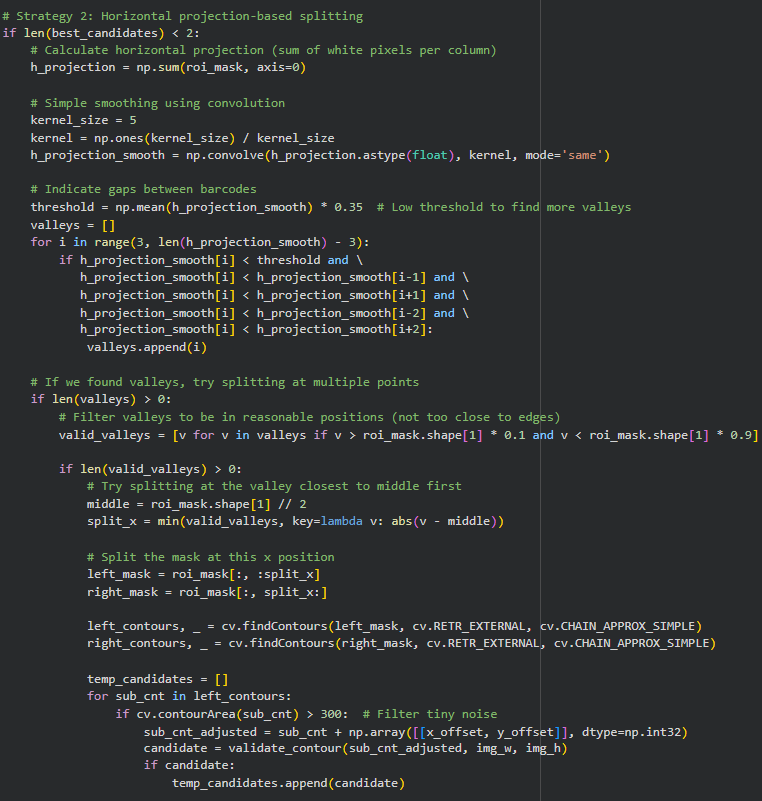 # Strategy 2: Horizontal projection-based splitting
if len(best_candidates) < 2:
    # Calculate horizontal projection (sum of white pixels per column)
    h_projection = np.sum(roi_mask, axis=0)

    # Simple smoothing using convolution
    kernel_size = 5
    kernel = np.ones(kernel_size) / kernel_size
    h_projection_smooth = np.convolve(h_projection.astype(float), kernel, mode='same')

    # Indicate gaps between barcodes
    threshold = np.mean(h_projection_smooth) * 0.35  # Low threshold to find more valleys
    valleys = []
    for i in range(3, len(h_projection_smooth) - 3):
        if h_projection_smooth[i] < threshold and \
           h_projection_smooth[i] < h_projection_smooth[i-1] and \
           h_projection_smooth[i] < h_projection_smooth[i+1] and \
           h_projection_smooth[i] < h_projection_smooth[i-2] and \
           h_projection_smooth[i] < h_projection_smooth[i+2]:
            valleys.append(i)

    # If we found valleys, try splitting at multiple points
    if len(valleys) > 0:
        # Filter valleys to be in reasonable positions (not too close to edges)
        valid_valleys = [v for v in valleys if v > roi_mask.shape[1] * 0.1 and v < roi_mask.shape[1] * 0.9]

        if len(valid_valleys) > 0:
            # Try splitting at the valley closest to middle first
            middle = roi_mask.shape[1] // 2
            split_x = min(valid_valleys, key=lambda v: abs(v - middle))

            # Split the mask at this x position
            left_mask = roi_mask[:, :split_x]
            right_mask = roi_mask[:, split_x:]

            left_contours, _ = cv.findContours(left_mask, cv.RETR_EXTERNAL, cv.CHAIN_APPROX_SIMPLE)
            right_contours, _ = cv.findContours(right_mask, cv.RETR_EXTERNAL, cv.CHAIN_APPROX_SIMPLE)

            temp_candidates = []
            for sub_cnt in left_contours:
                if cv.contourArea(sub_cnt) > 300:  # Filter tiny noise
                    sub_cnt_adjusted = sub_cnt + np.array([[x_offset, y_offset]], dtype=np.int32)
                    candidate = validate_contour(sub_cnt_adjusted, img_w, img_h)
                    if candidate:
                        temp_candidates.append(candidate)